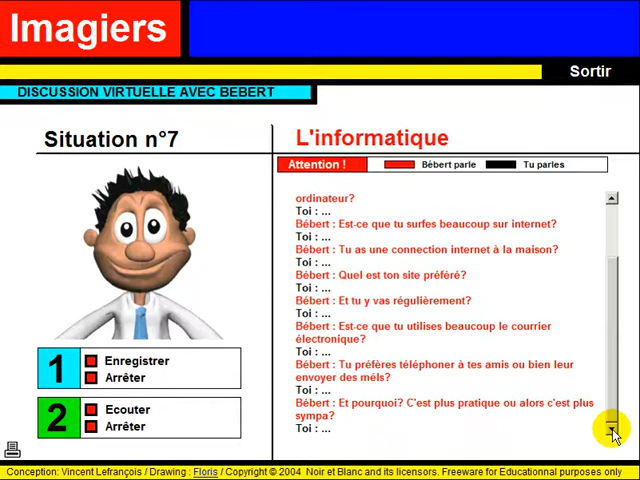 Imagiers
Sortir
DISCUSSION VIRTUELLE AVEC BEBERT
Situation n°7
L'informatique
Attention !
Bébert parle
Tu parles
ordinateur?
Toi : ...
Bébert : Est-ce que tu surfes beaucoup sur internet?
Toi : ...
Bébert : Tu as une connection internet à la maison?
Toi : ...
Bébert : Quel est ton site préféré?
Toi : ...
Bébert : Et tu y vas régulièrement?
Toi : ...
Bébert : Est-ce que tu utilises beaucoup le courrier
électronique?
Toi : ...
Bébert : Tu préfères téléphoner à tes amis ou bien leur
envoyer des méls?
Toi : ...
Bébert : Et pourquoi? C'est plus pratique ou alors c'est plus
sympa?
Toi : ...
1
Enregistrer
Arrêter
2
Ecouter
Arrêter
Conception: Vincent Lefrançois / Drawing : Floris / Copyright © 2004 Noir et Blanc and its licensors. Freeware for Educationnal purposes only